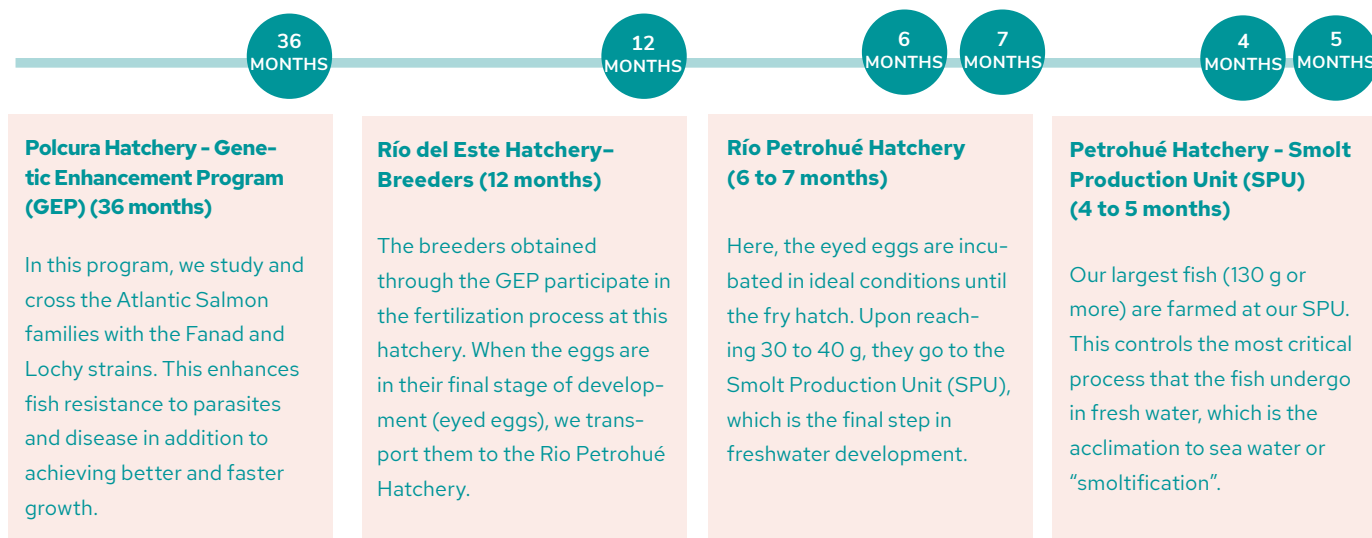 36
MONTHS
12
MONTHS
6
MONTHS
7
MONTHS
4
MONTHS
5
MONTHS
Polcura Hatchery - Gene-
tic Enhancement Program
(GEP) (36 months)
In this program, we study and
cross the Atlantic Salmon
families with the Fanad and
Lochy strains. This enhances
fish resistance to parasites
and disease in addition to
achieving better and faster
growth.
Río del Este Hatchery–
Breeders (12 months)
The breeders obtained
through the GEP participate in
the fertilization process at this
hatchery. When the eggs are
in their final stage of develop-
ment (eyed eggs), we trans-
port them to the Rio Petrohué
Hatchery.
Río Petrohué Hatchery
(6 to 7 months)
Here, the eyed eggs are incu-
bated in ideal conditions until
the fry hatch. Upon reach-
ing 30 to 40 g, they go to the
Smolt Production Unit (SPU),
which is the final step in
freshwater development.
Petrohué Hatchery - Smolt
Production Unit (SPU)
(4 to 5 months)
Our largest fish (130 g or
more) are farmed at our SPU.
This controls the most critical
process that the fish undergo
in fresh water, which is the
acclimation to sea water or
“smoltification”.